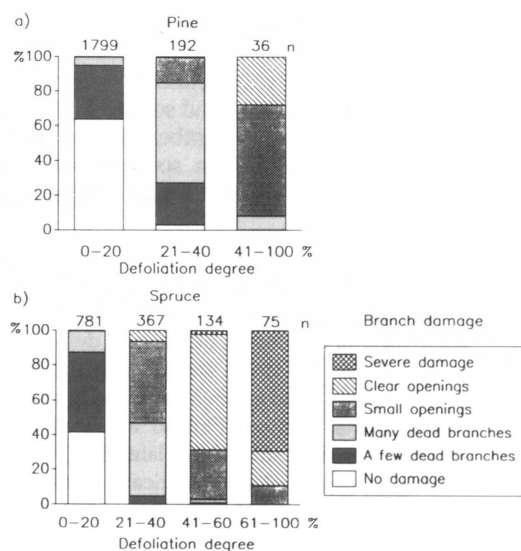 a)
Pine
1799 192 36 n
%100
80
60
40
20
0
0–20 21–40 41–100 %
Defoliation degree
b)
Spruce
781 367 134 75 n
%100
80
60
40
20
0
0–20 21–40 41–60 61–100 %
Defoliation degree
Branch damage
Severe damage
Clear openings
Small openings
Many dead branches
A few dead branches
No damage